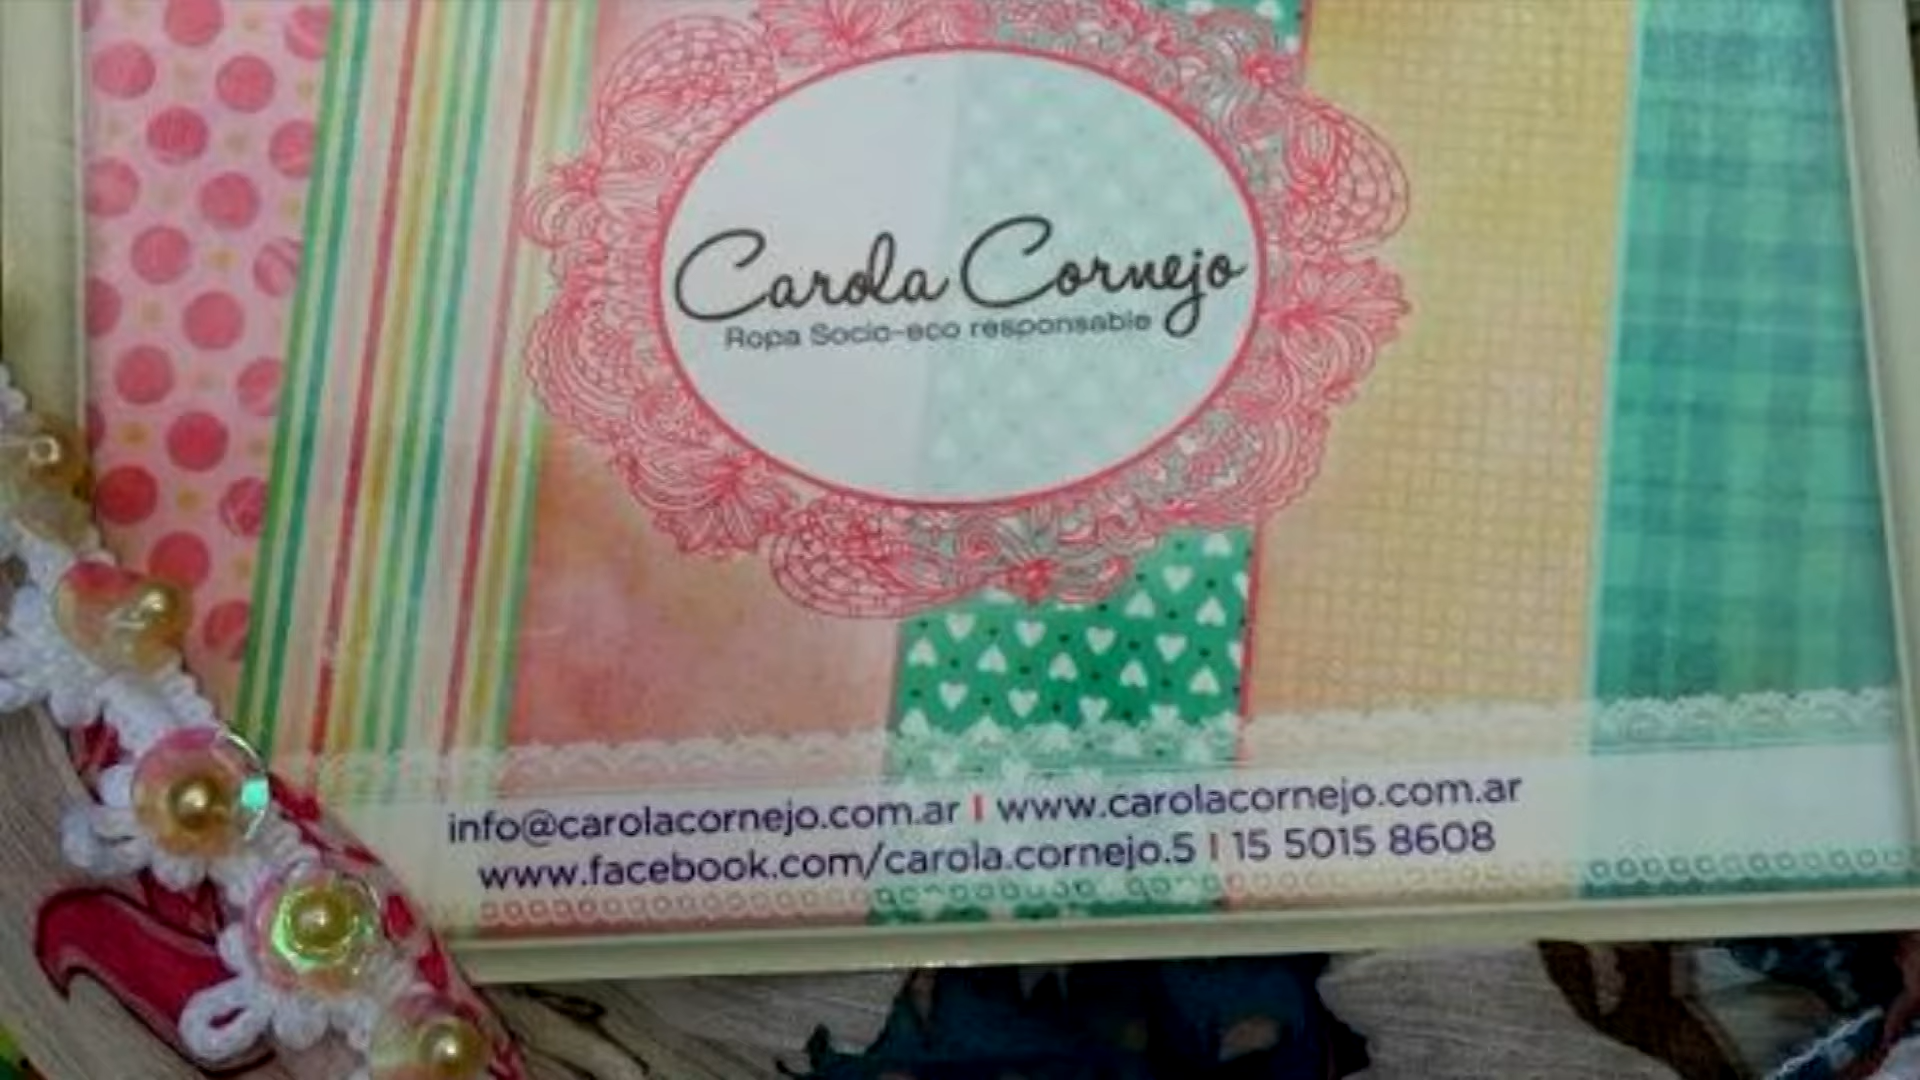 Carola Cornejo
Ropa Socio-eco responsable
info@carolacornejo.com.ar | www.carolacornejo.com.ar
www.facebook.com/carola.cornejo.5 | 15 5015 8608